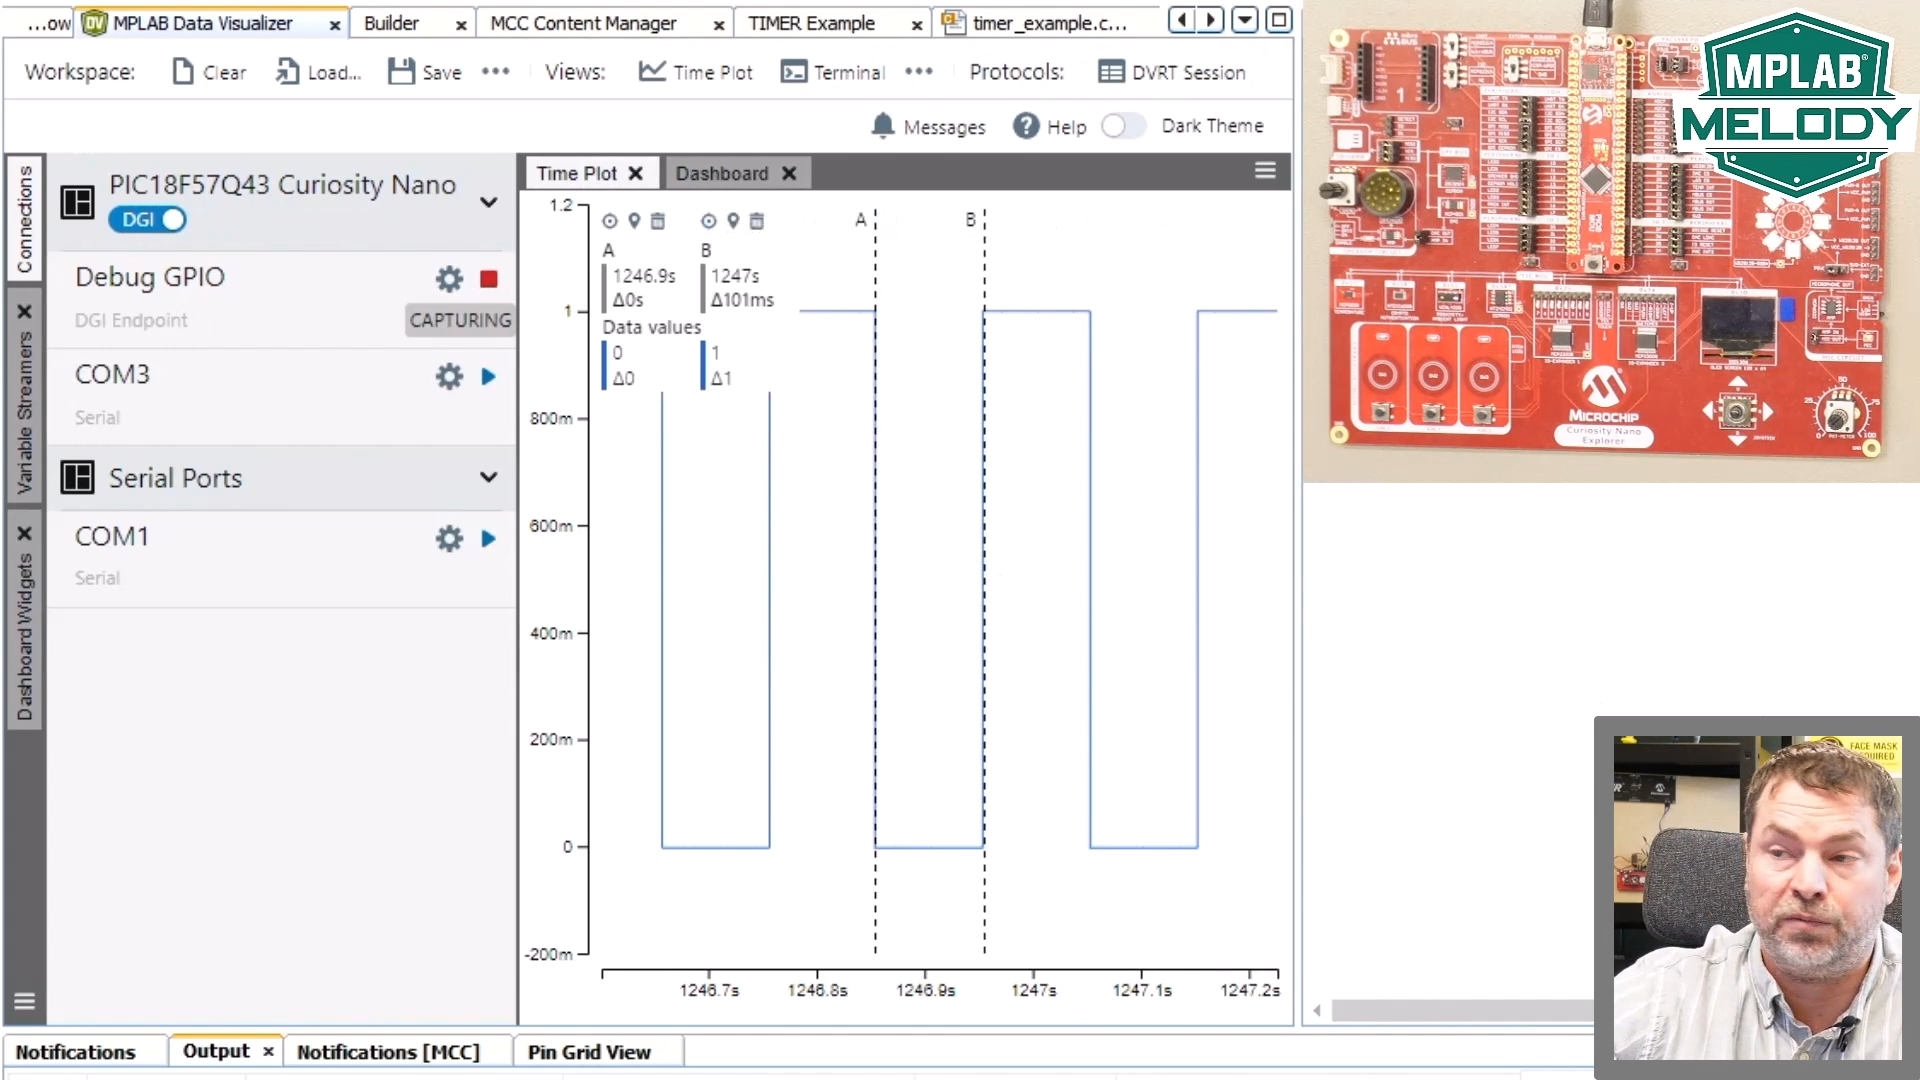 ...ow
MPLAB Data Visualizer
Builder
MCC Content Manager
TIMER Example
timer_example.c...
Workspace:
Clear
Load...
Save
Views:
Time Plot
Terminal
Protocols:
DVRT Session
Messages
Help
Dark Theme
Connections
Variable Streamers
Dashboard Widgets
PIC18F57Q43 Curiosity Nano
DGI
Debug GPIO
DGI Endpoint
CAPTURING
COM3
Serial
Serial Ports
COM1
Serial
Time Plot
Dashboard
A
B
A
B
1246.9s
1247s
Δ0s
Δ101ms
Data values
0
1
Δ0
Δ1
1.2
1
800m
600m
400m
200m
0
-200m
1246.7s
1246.8s
1246.9s
1247s
1247.1s
1247.2s
MPLAB®
MELODY
MICROCHIP
Curiosity Nano
Explorer
FACE MASK
Notifications
Output
Notifications [MCC]
Pin Grid View